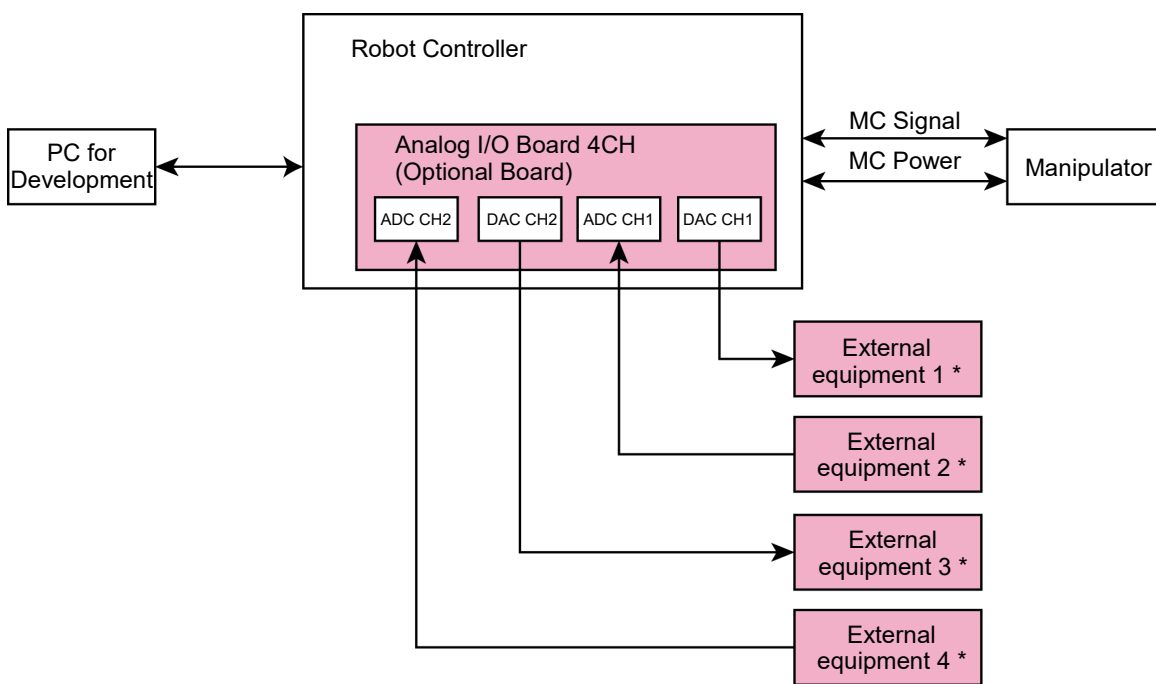 Robot Controller
PC for
Development
Analog I/O Board 4CH
(Optional Board)
ADC CH2
DAC CH2
ADC CH1
DAC CH1
MC Signal
MC Power
Manipulator
External
equipment 1 *
External
equipment 2 *
External
equipment 3 *
External
equipment 4 *